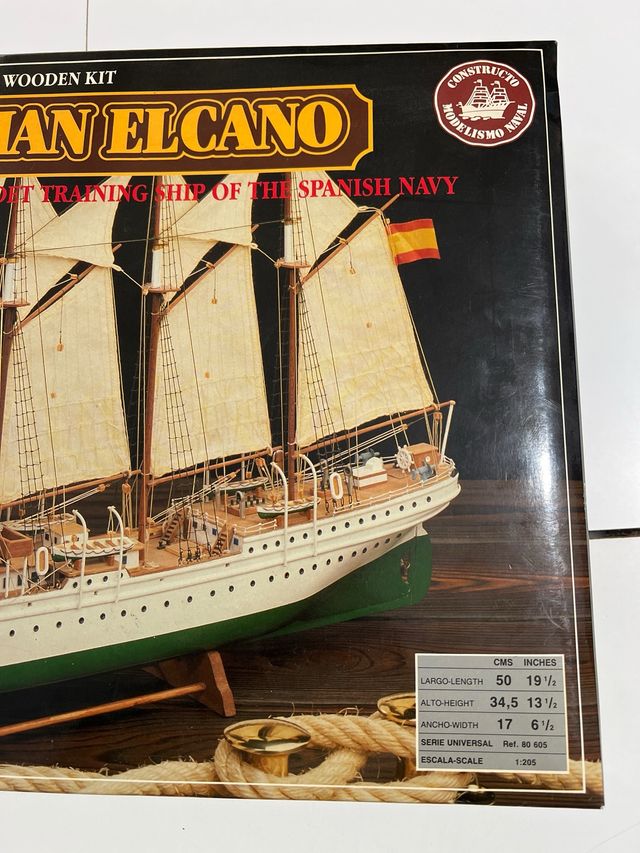 WOODEN KIT
IAN ELCANO
DET TRAINING SHIP OF THE SPANISH NAVY
CONSTRUCTO
MODELISMO NAVAL
CMS INCHES
LARGO-LENGTH 50 19 1/2
ALTO-HEIGHT 34,5 13 1/2
ANCHO-WIDTH 17 6 1/2
SERIE UNIVERSAL Ref. 80 605
ESCALA-SCALE 1:205